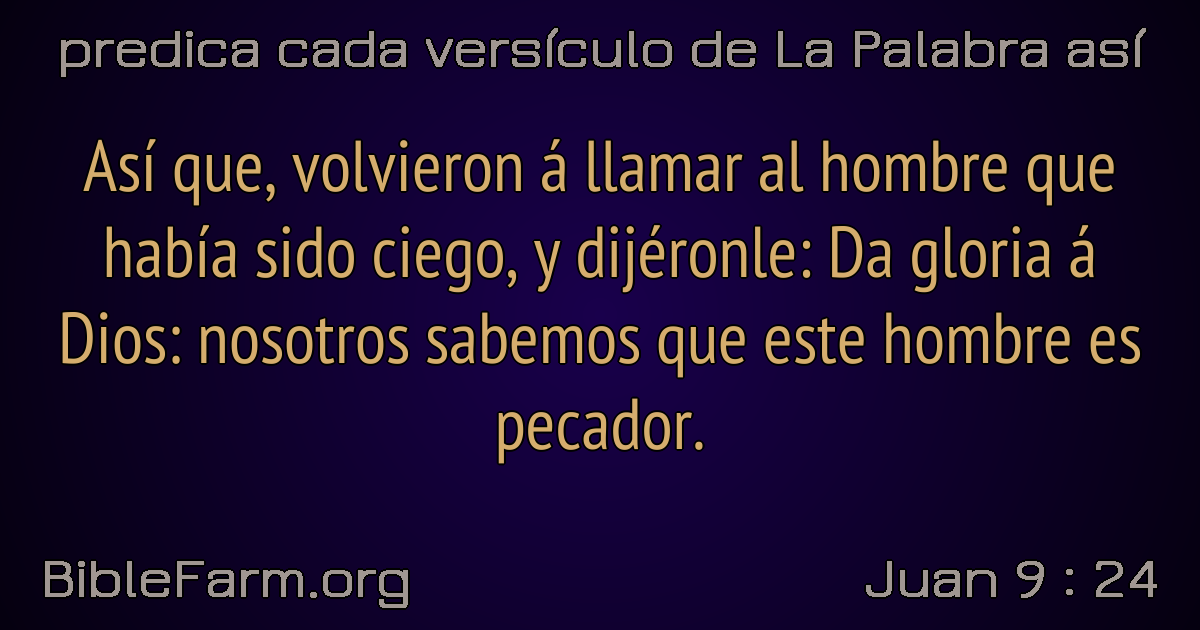 predica cada versículo de La Palabra así
Así que, volvieron á llamar al hombre que
había sido ciego, y dijéronle: Da gloria á
Dios: nosotros sabemos que este hombre es
pecador.
BibleFarm.org
Juan 9 : 24